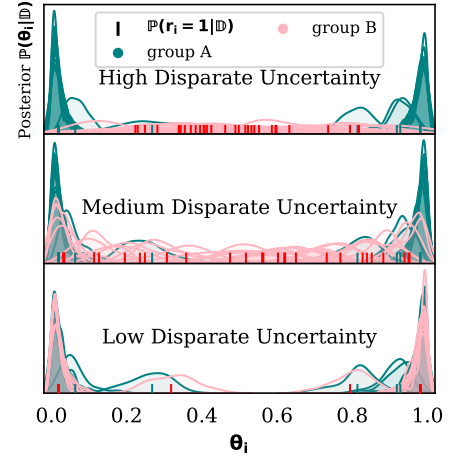 Posterior ℙ(θᵢ|𝔻)
ℙ(rᵢ = 1|𝔻)
group A
group B
High Disparate Uncertainty
Medium Disparate Uncertainty
Low Disparate Uncertainty
0.0 0.2 0.4 0.6 0.8 1.0
θᵢ